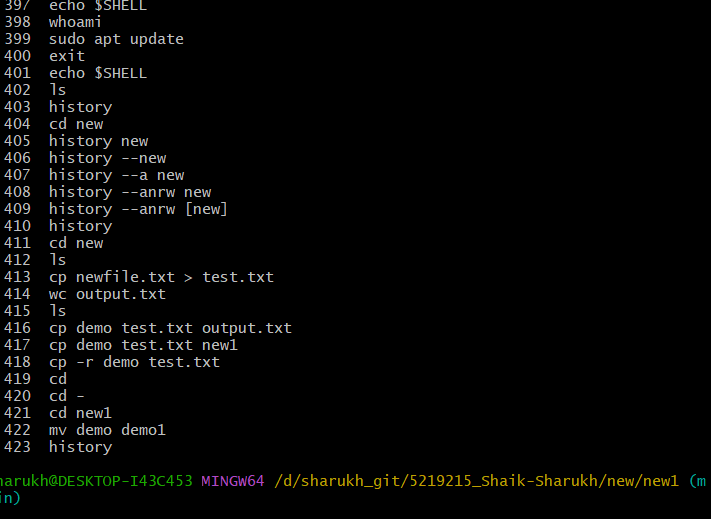 397  echo $SHELL
398  whoami
399  sudo apt update
400  exit
401  echo $SHELL
402  ls
403  history
404  cd new
405  history new
406  history --new
407  history --a new
408  history --anrw new
409  history --anrw [new]
410  history
411  cd new
412  ls
413  cp newfile.txt > test.txt
414  wc output.txt
415  ls
416  cp demo test.txt output.txt
417  cp demo test.txt new1
418  cp -r demo test.txt
419  cd
420  cd -
421  cd new1
422  mv demo demo1
423  history
harukh@DESKTOP-I43C453 MINGW64 /d/sharukh_git/5219215_Shaik-Sharukh/new/new1 (m
in)